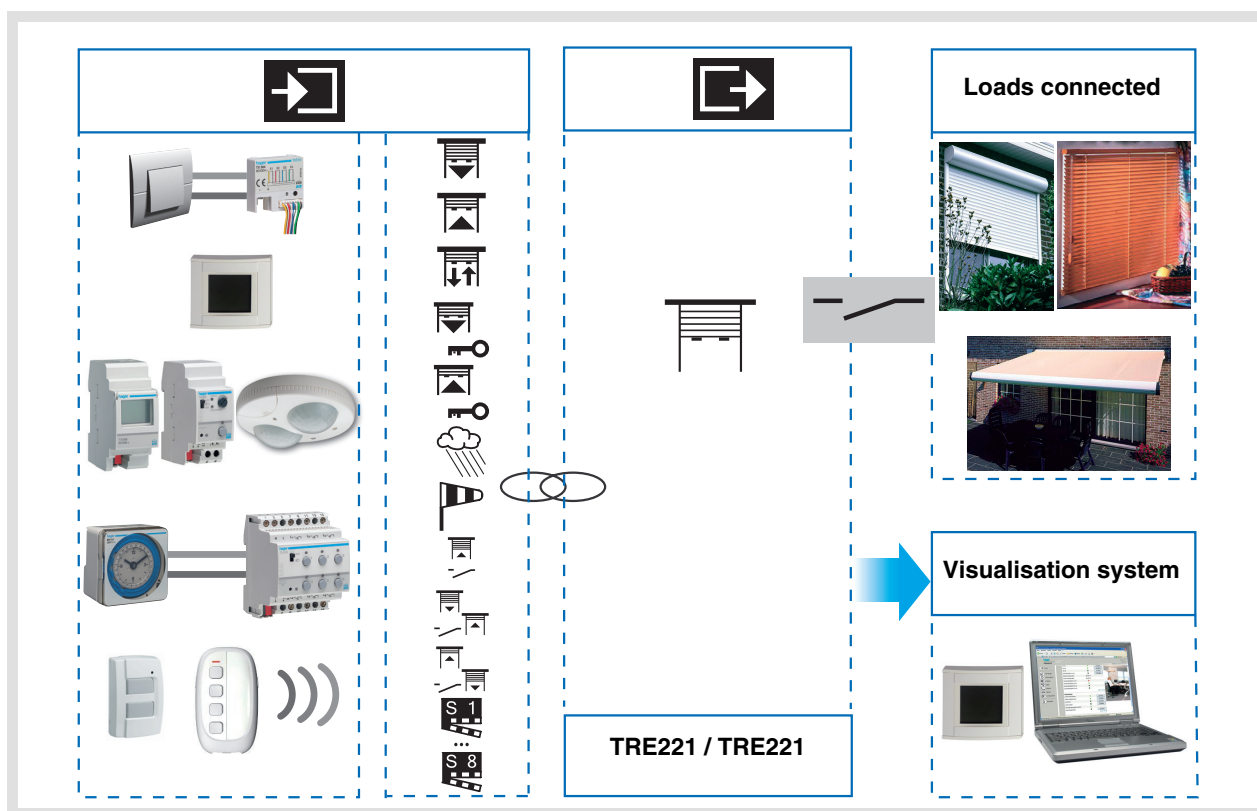 Loads connected
S 1
...
S 8
TRE221 / TRE221
Visualisation system